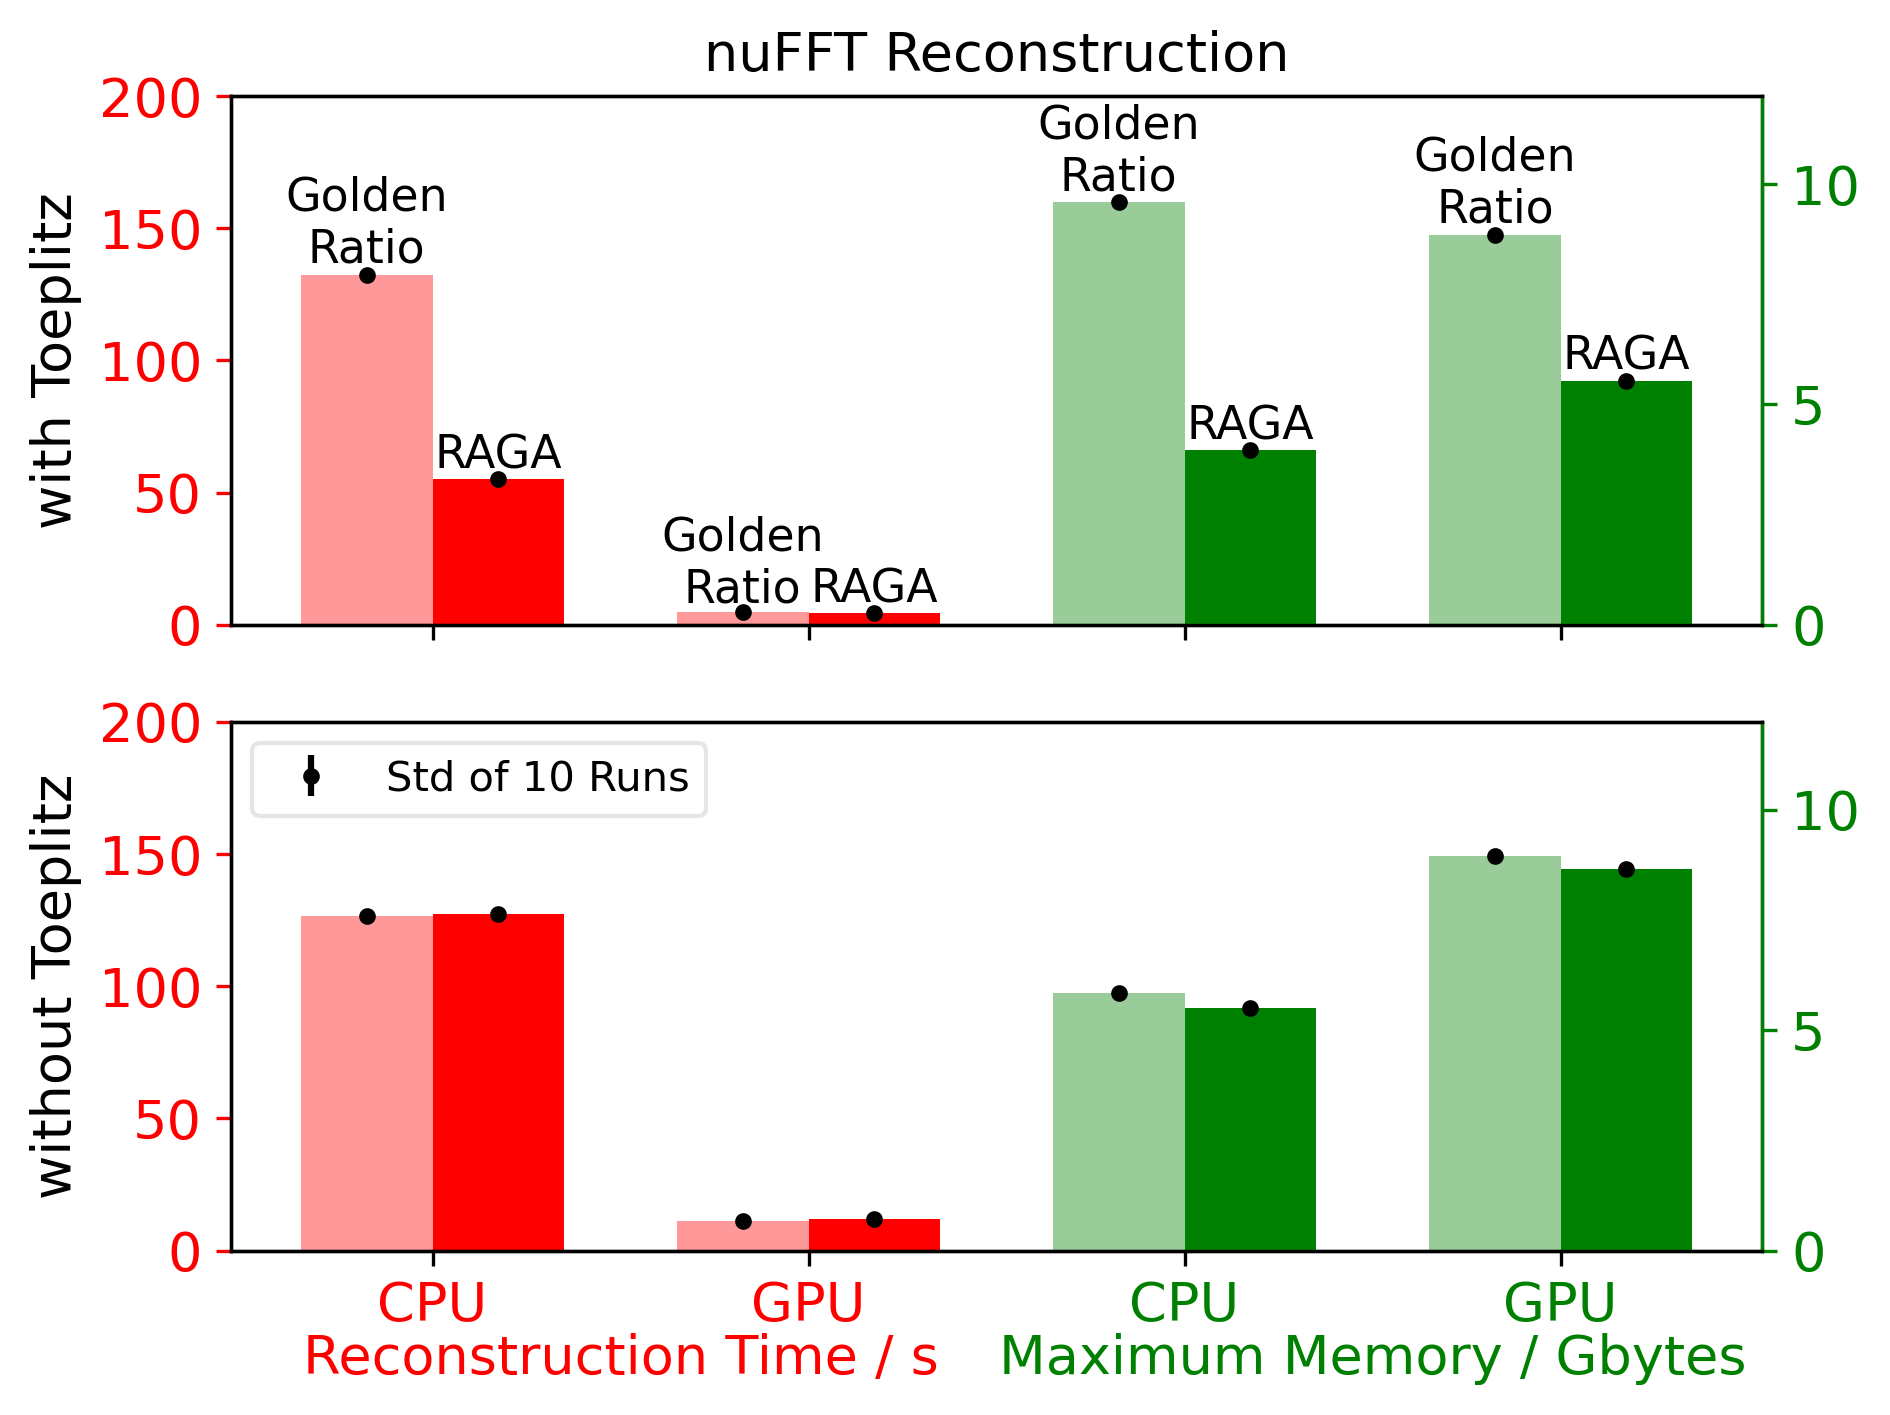 nuFFT Reconstruction
with Toeplitz
200
150
100
50
0
Golden
Ratio
RAGA
Golden
Ratio
RAGA
Golden
Ratio
RAGA
Golden
Ratio
RAGA
10
5
0
without Toeplitz
200
150
100
50
0
Std of 10 Runs
10
5
0
CPU
GPU
CPU
GPU
Reconstruction Time / s
Maximum Memory / Gbytes